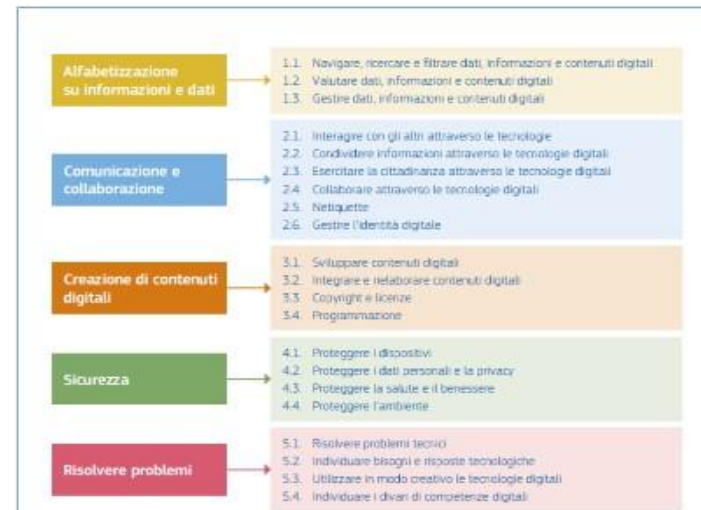 Alfabetizzazione
su informazioni e dati
1.1. Navigare, ricercare e filtrare dati, informazioni e contenuti digitali
1.2. Valutare dati, informazioni e contenuti digitali
1.3. Gestire dati, informazioni e contenuti digitali
Comunicazione e
collaborazione
2.1. Interagire con gli altri attraverso le tecnologie
2.2. Condividere informazioni attraverso le tecnologie digitali
2.3. Esercitare la cittadinanza attraverso le tecnologie digitali
2.4. Collaborare attraverso le tecnologie digitali
2.5. Netiquette
2.6. Gestire l'identità digitale
Creazione di contenuti
digitali
3.1. Sviluppare contenuti digitali
3.2. Integrare e rielaborare contenuti digitali
3.3. Copyright e licenze
3.4. Programmazione
Sicurezza
4.1. Proteggere i dispositivi
4.2. Proteggere i dati personali e la privacy
4.3. Proteggere la salute e il benessere
4.4. Proteggere l'ambiente
Risolvere problemi
5.1. Risolvere problemi tecnici
5.2. Individuare bisogni e risposte tecnologiche
5.3. Utilizzare in modo creativo le tecnologie digitali
5.4. Individuare i divari di competenze digitali